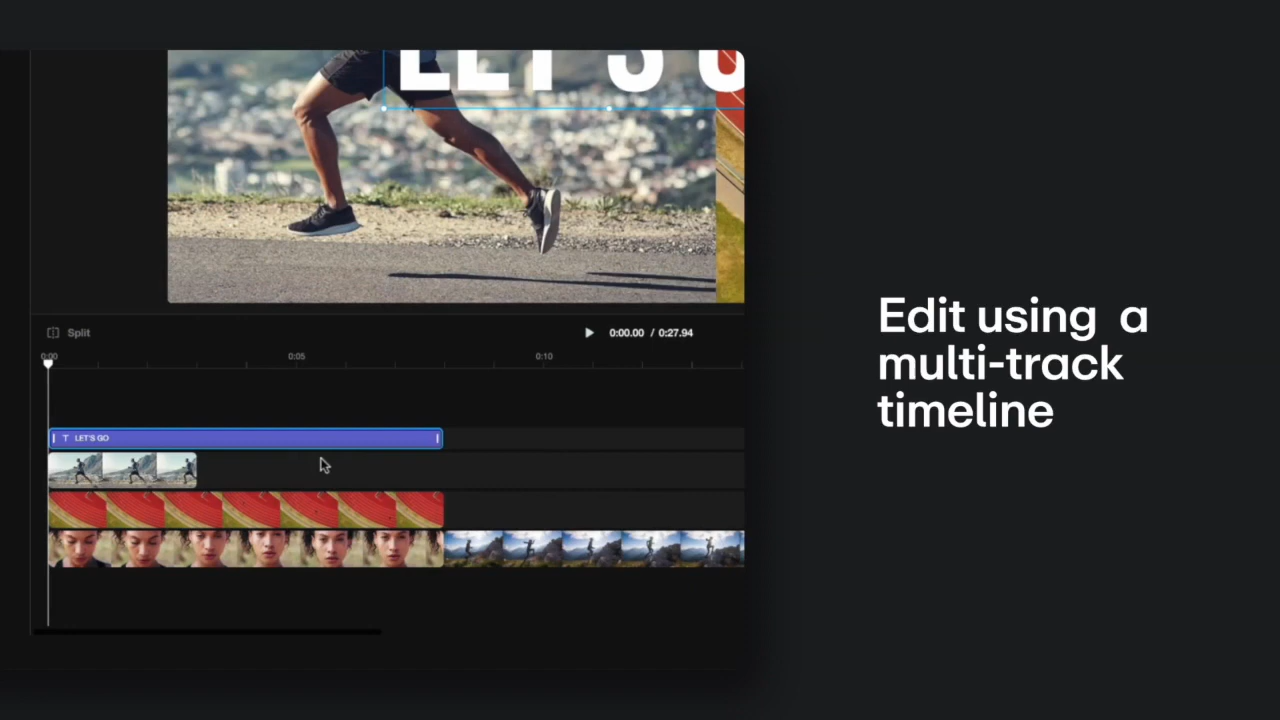 LET'S G
Split
0:00.00 / 0:27.94
0:00 0:05 0:10
LET'S GO
Edit using a
multi-track
timeline